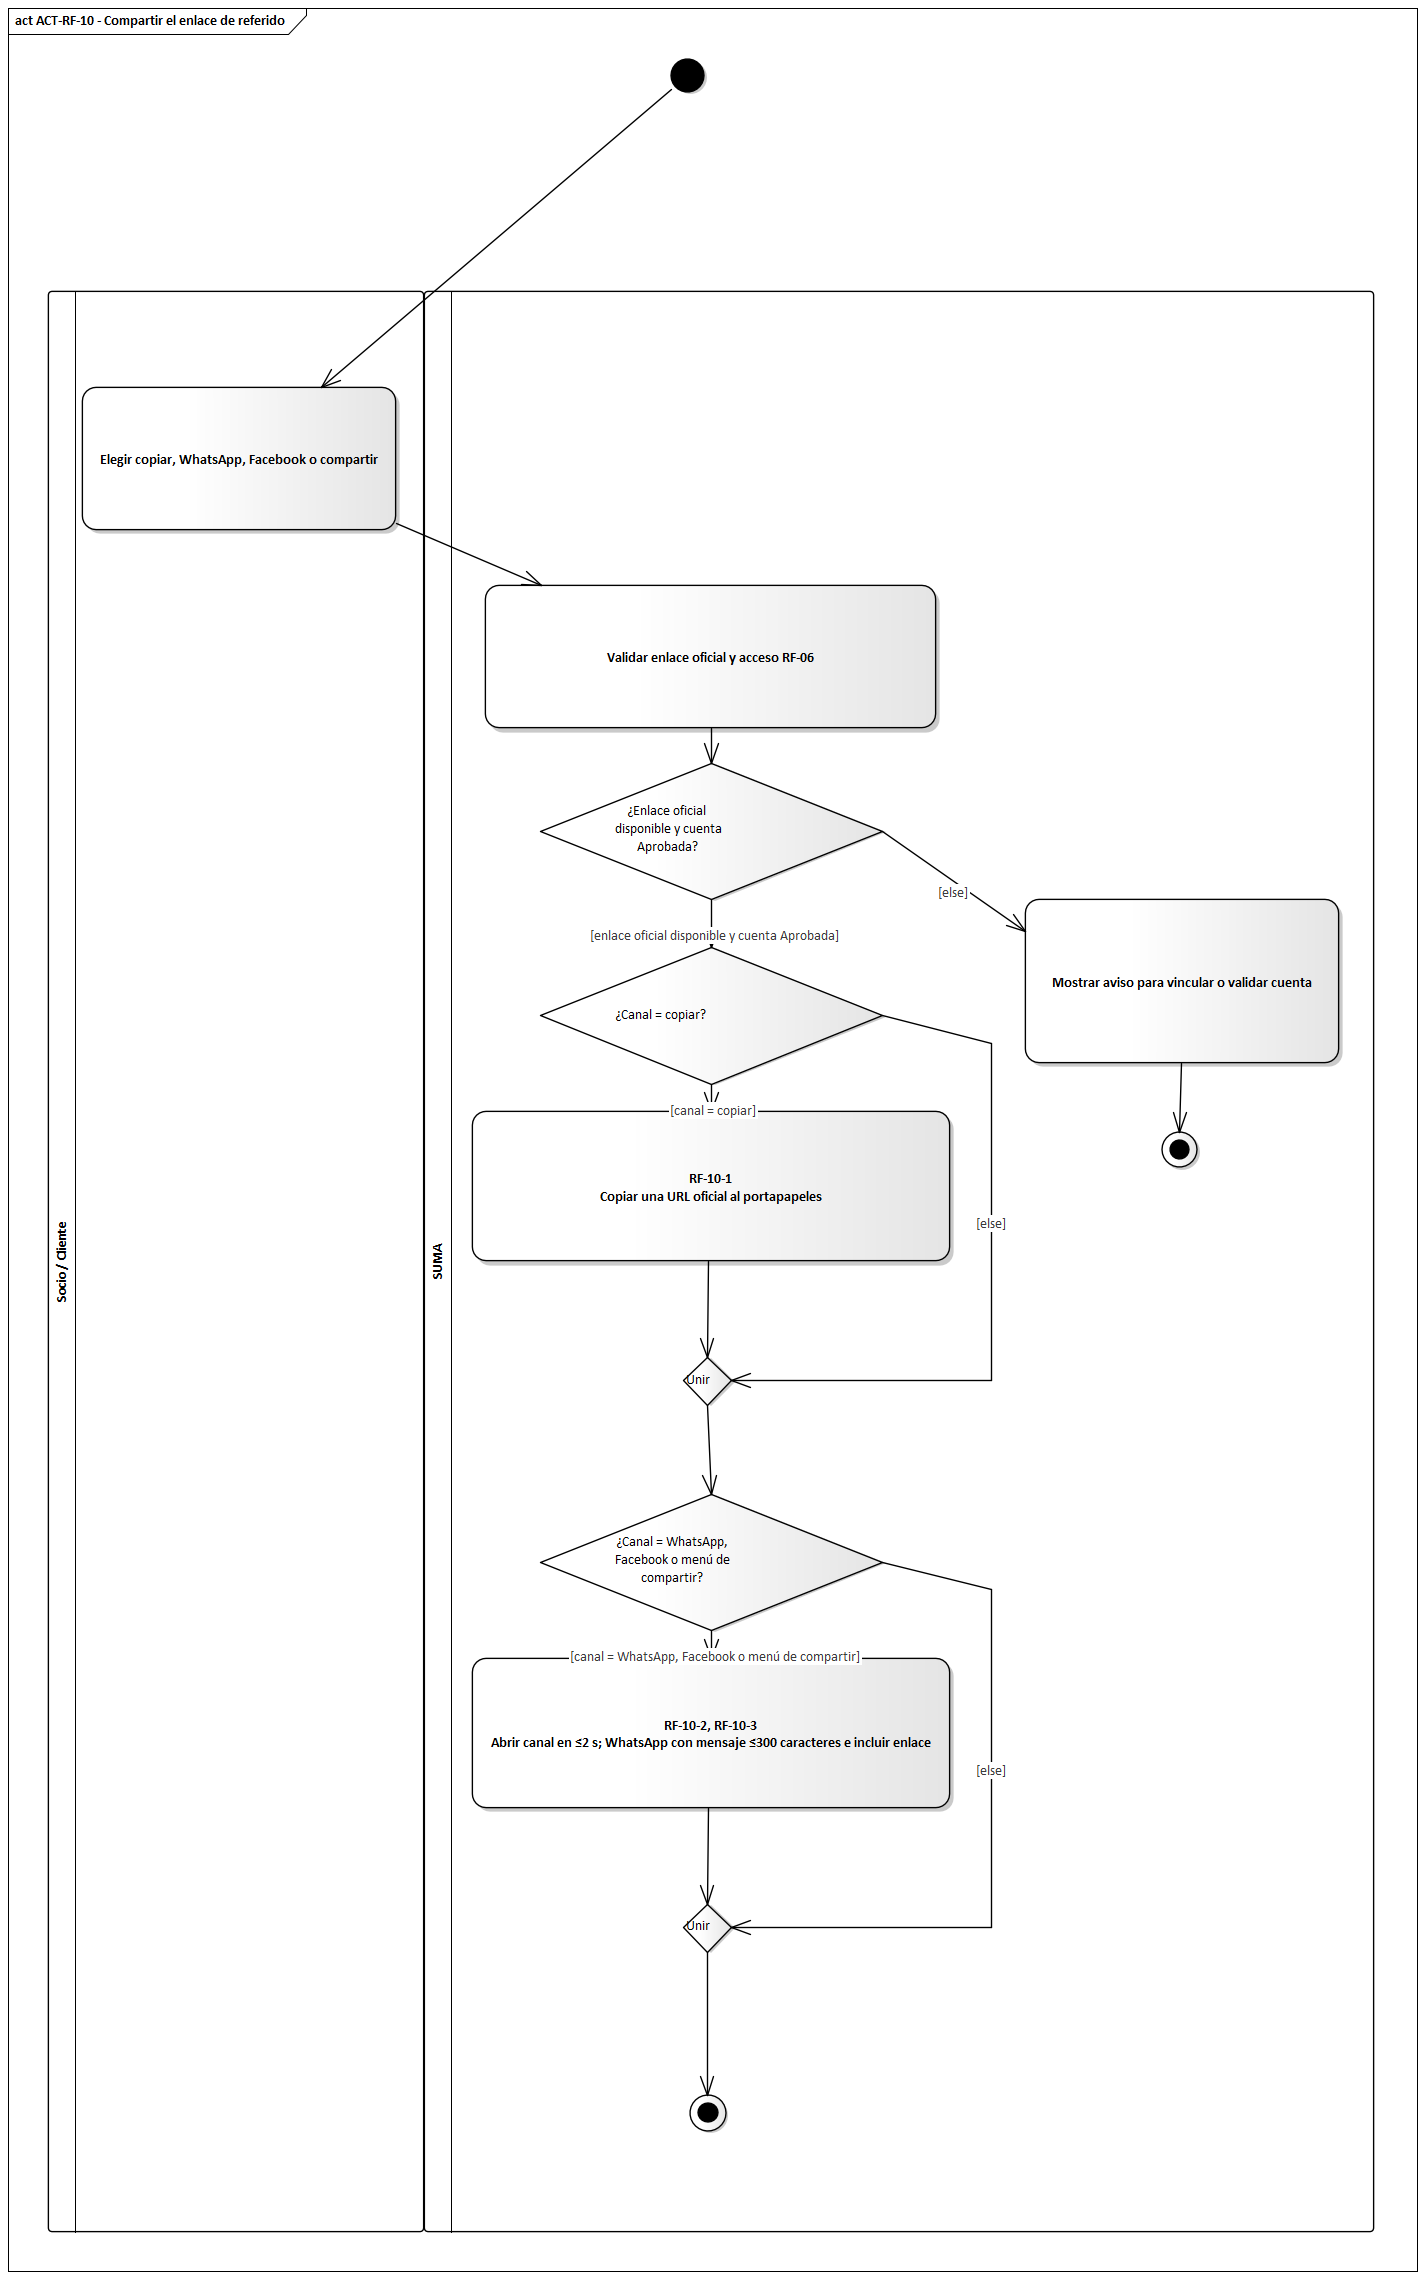 act ACT-RF-10 - Compartir el enlace de referido
Socio / Cliente
SUMA
Elegir copiar, WhatsApp, Facebook o compartir
Validar enlace oficial y acceso RF-06
¿Enlace oficial
disponible y cuenta
Aprobada?
[else]
[enlace oficial disponible y cuenta Aprobada]
Mostrar aviso para vincular o validar cuenta
¿Canal = copiar?
[canal = copiar]
RF-10-1
Copiar una URL oficial al portapapeles
[else]
Unir
¿Canal = WhatsApp,
Facebook o menú de
compartir?
[canal = WhatsApp, Facebook o menú de compartir]
RF-10-2, RF-10-3
Abrir canal en ≤2 s; WhatsApp con mensaje ≤300 caracteres e incluir enlace
[else]
Unir